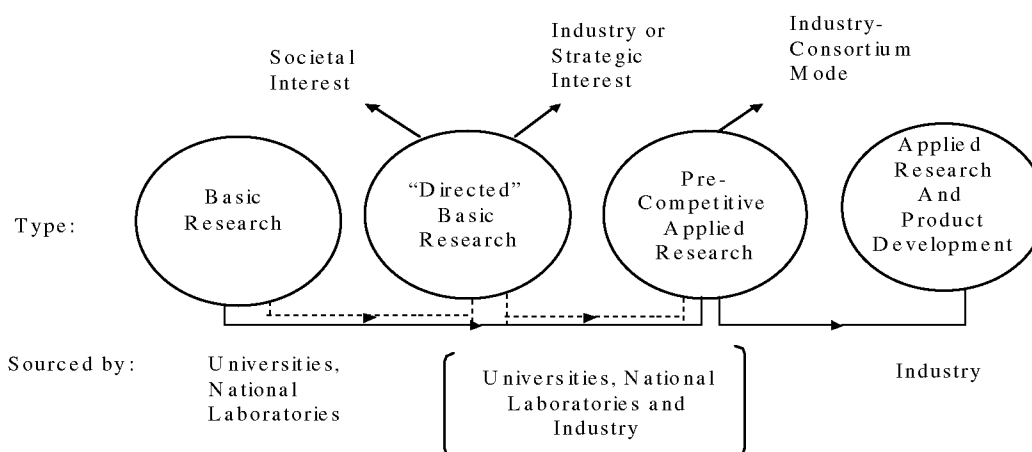 Societal
Interest
Industry or
Strategic
Interest
Industry-
Consortium
Mode
Type:
Basic
Research
“Directed”
Basic
Research
Pre-
Competitive
Applied
Research
Applied
Research
And
Product
Development
Sourced by:
Universities,
National
Laboratories
Universities, National
Laboratories and
Industry
Industry